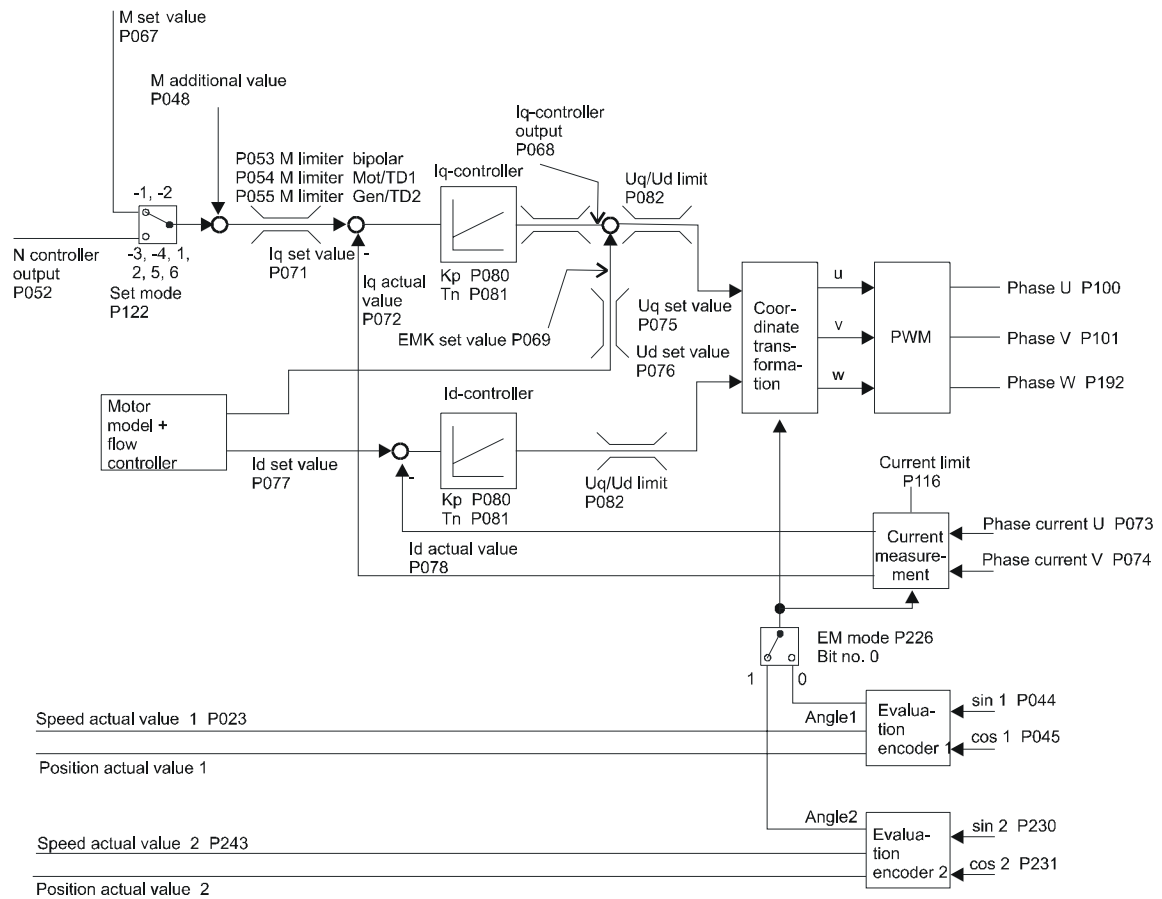 M set value
P067
M additional value
P048
Iq-controller
output
P068
P053 M limiter bipolar
P054 M limiter Mot/TD1
P055 M limiter Gen/TD2
Iq-controller
Uq/Ud limit
P082
-1, -2
N controller
output
P052
-3, -4, 1,
2, 5, 6
Set mode
P122
Iq set value
P071
-
Iq actual
value
P072
Kp P080
Tn P081
EMK set value P069
Uq set value
P075
Ud set value
P076
Coor-
dinate
trans-
forma-
tion
u
v
w
PWM
Phase U P100
Phase V P101
Phase W P192
Motor
model +
flow
controller
Id set value
P077
-
Id-controller
Kp P080
Tn P081
Uq/Ud limit
P082
Id actual value
P078
Current limit
P116
Current
measure-
ment
Phase current U P073
Phase current V P074
EM mode P226
Bit no. 0
1
0
Speed actual value 1 P023
Position actual value 1
Angle1
Evalua-
tion
encoder 1
sin 1 P044
cos 1 P045
Speed actual value 2 P243
Position actual value 2
Angle2
Evalua-
tion
encoder 2
sin 2 P230
cos 2 P231